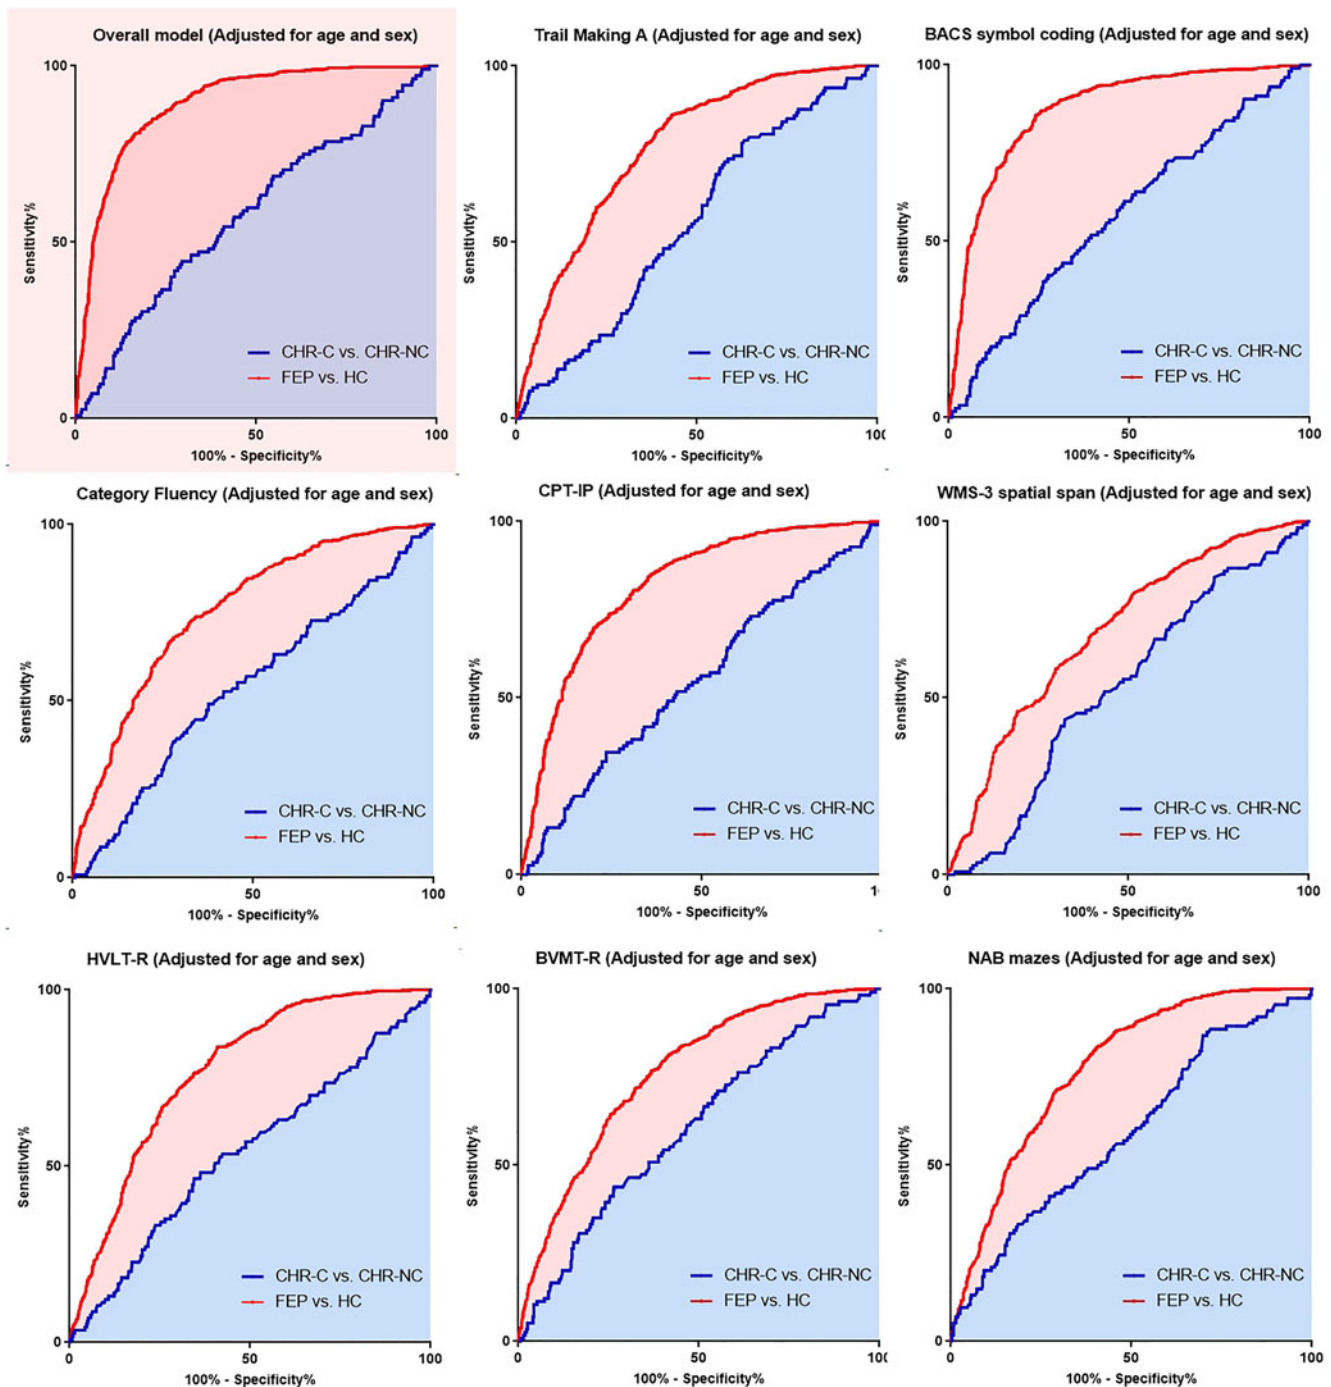 Overall model (Adjusted for age and sex)
100
Sensitivity%
50
CHR-C vs. CHR-NC
FEP vs. HC
0
0 50 100
100% - Specificity%
Trail Making A (Adjusted for age and sex)
100
Sensitivity%
50
CHR-C vs. CHR-NC
FEP vs. HC
0
0 50 100
100% - Specificity%
BACS symbol coding (Adjusted for age and sex)
100
Sensitivity%
50
CHR-C vs. CHR-NC
FEP vs. HC
0
0 50 100
100% - Specificity%
Category Fluency (Adjusted for age and sex)
100
Sensitivity%
50
CHR-C vs. CHR-NC
FEP vs. HC
0
0 50 100
100% - Specificity%
CPT-IP (Adjusted for age and sex)
100
Sensitivity%
50
CHR-C vs. CHR-NC
FEP vs. HC
0
0 50
100% - Specificity%
WMS-3 spatial span (Adjusted for age and sex)
100
Sensitivity%
50
CHR-C vs. CHR-NC
FEP vs. HC
0
0 50 100
100% - Specificity%
HVLT-R (Adjusted for age and sex)
100
Sensitivity%
50
CHR-C vs. CHR-NC
FEP vs. HC
0
0 50 100
100% - Specificity%
BVMT-R (Adjusted for age and sex)
100
Sensitivity%
50
CHR-C vs. CHR-NC
FEP vs. HC
0
0 50 100
100% - Specificity%
NAB mazes (Adjusted for age and sex)
100
Sensitivity%
50
CHR-C vs. CHR-NC
FEP vs. HC
0
0 50 100
100% - Specificity%